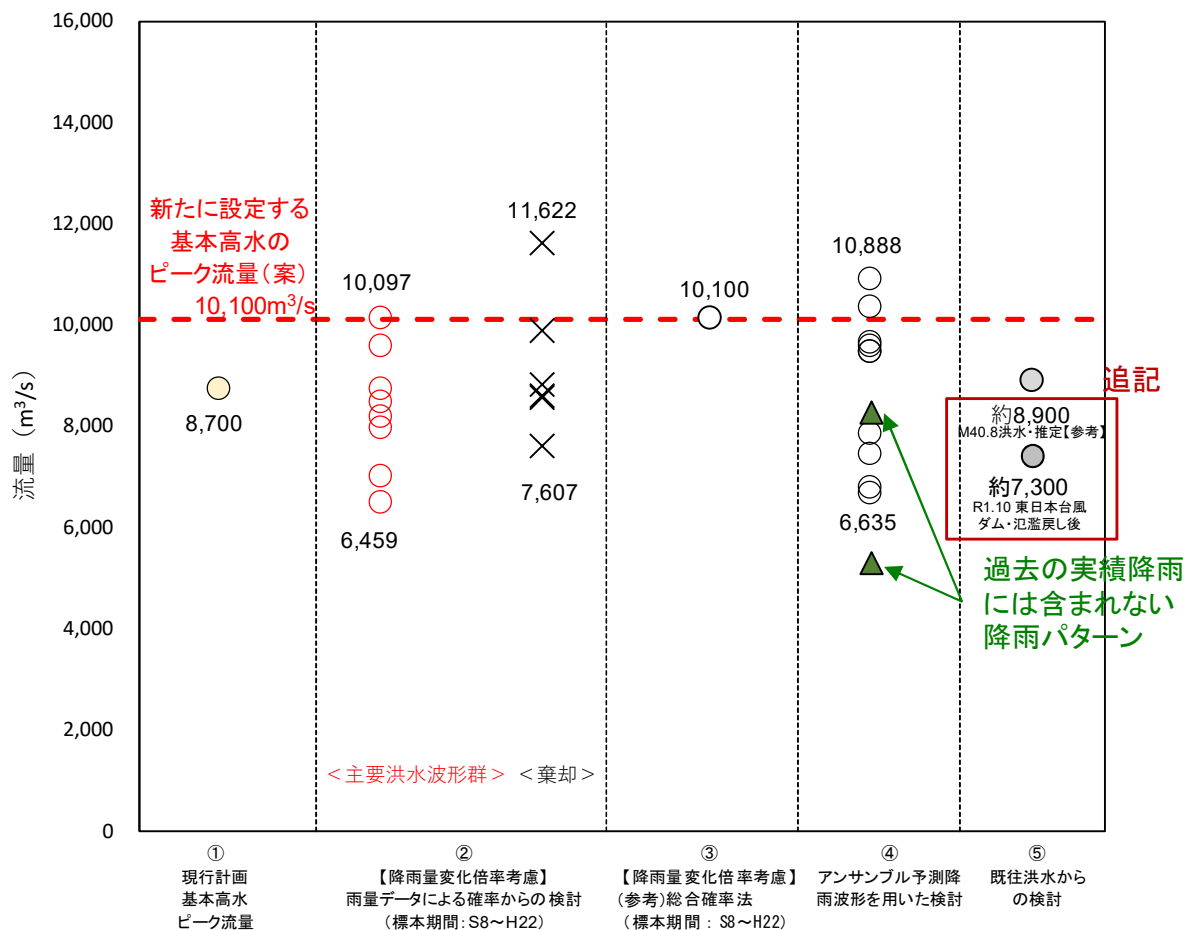 16,000
14,000
12,000
10,000
8,000
6,000
4,000
2,000
0
流量（m³/s）
新たに設定する
基本高水の
ピーク流量（案）
10,100m³/s
8,700
10,097
6,459
11,622
7,607
＜主要洪水波形群＞
＜棄却＞
10,100
10,888
6,635
追記
約8,900
M40.8洪水・推定【参考】
約7,300
R1.10 東日本台風
ダム・氾濫戻し後
過去の実績降雨
には含まれない
降雨パターン
①
現行計画
基本高水
ピーク流量
②
【降雨量変化倍率考慮】
雨量データによる確率からの検討
（標本期間：S8～H22）
③
【降雨量変化倍率考慮】
（参考）総合確率法
（標本期間：S8～H22）
④
アンサンブル予測降
雨波形を用いた検討
⑤
既往洪水から
の検討